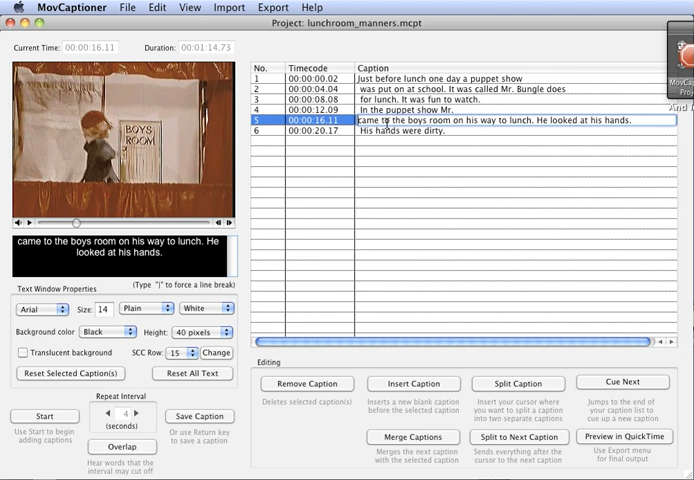 MovCaptioner File Edit View Import Export Help
Project: lunchroom_manners.mcpt
Current Time: 00:00:16.11 Duration: 00:01:14.73
No. Timecode Caption
1 00:00:00.02 Just before lunch one day a puppet show
2 00:00:04.04 was put on at school. It was called Mr. Bungle does
3 00:00:08.08 for lunch. It was fun to watch.
4 00:00:12.09 In the puppet show Mr.
5 00:00:16.11 came to the boys room on his way to lunch. He looked at his hands.
6 00:00:20.17 His hands were dirty.
BOYS
ROOM
came to the boys room on his way to lunch. He
looked at his hands.
(Type "|" to force a line break)
Text Window Properties
Arial Size: 14 Plain White
Background color Black Height: 40 pixels
Translucent background SCC Row: 15 Change
Reset Selected Caption(s) Reset All Text
Repeat Interval
Start 4 Save Caption
(seconds)
Use Start to begin
adding captions
Or use Return key
to save a caption
Overlap
Hear words that the
interval may cut off
Editing
Remove Caption Insert Caption Split Caption Cue Next
Deletes selected caption(s)
Inserts a new blank caption
before the selected caption
Insert your cursor where
you want to split a caption
into two separate captions
Jumps to the end of
your caption list to
cue up a new caption
Merge Captions Split to Next Caption Preview in QuickTime
Merges the next caption
with the selected caption
Sends everything after the
cursor to the next caption
Use Export menu
for final output
MovCa
Proj
And I